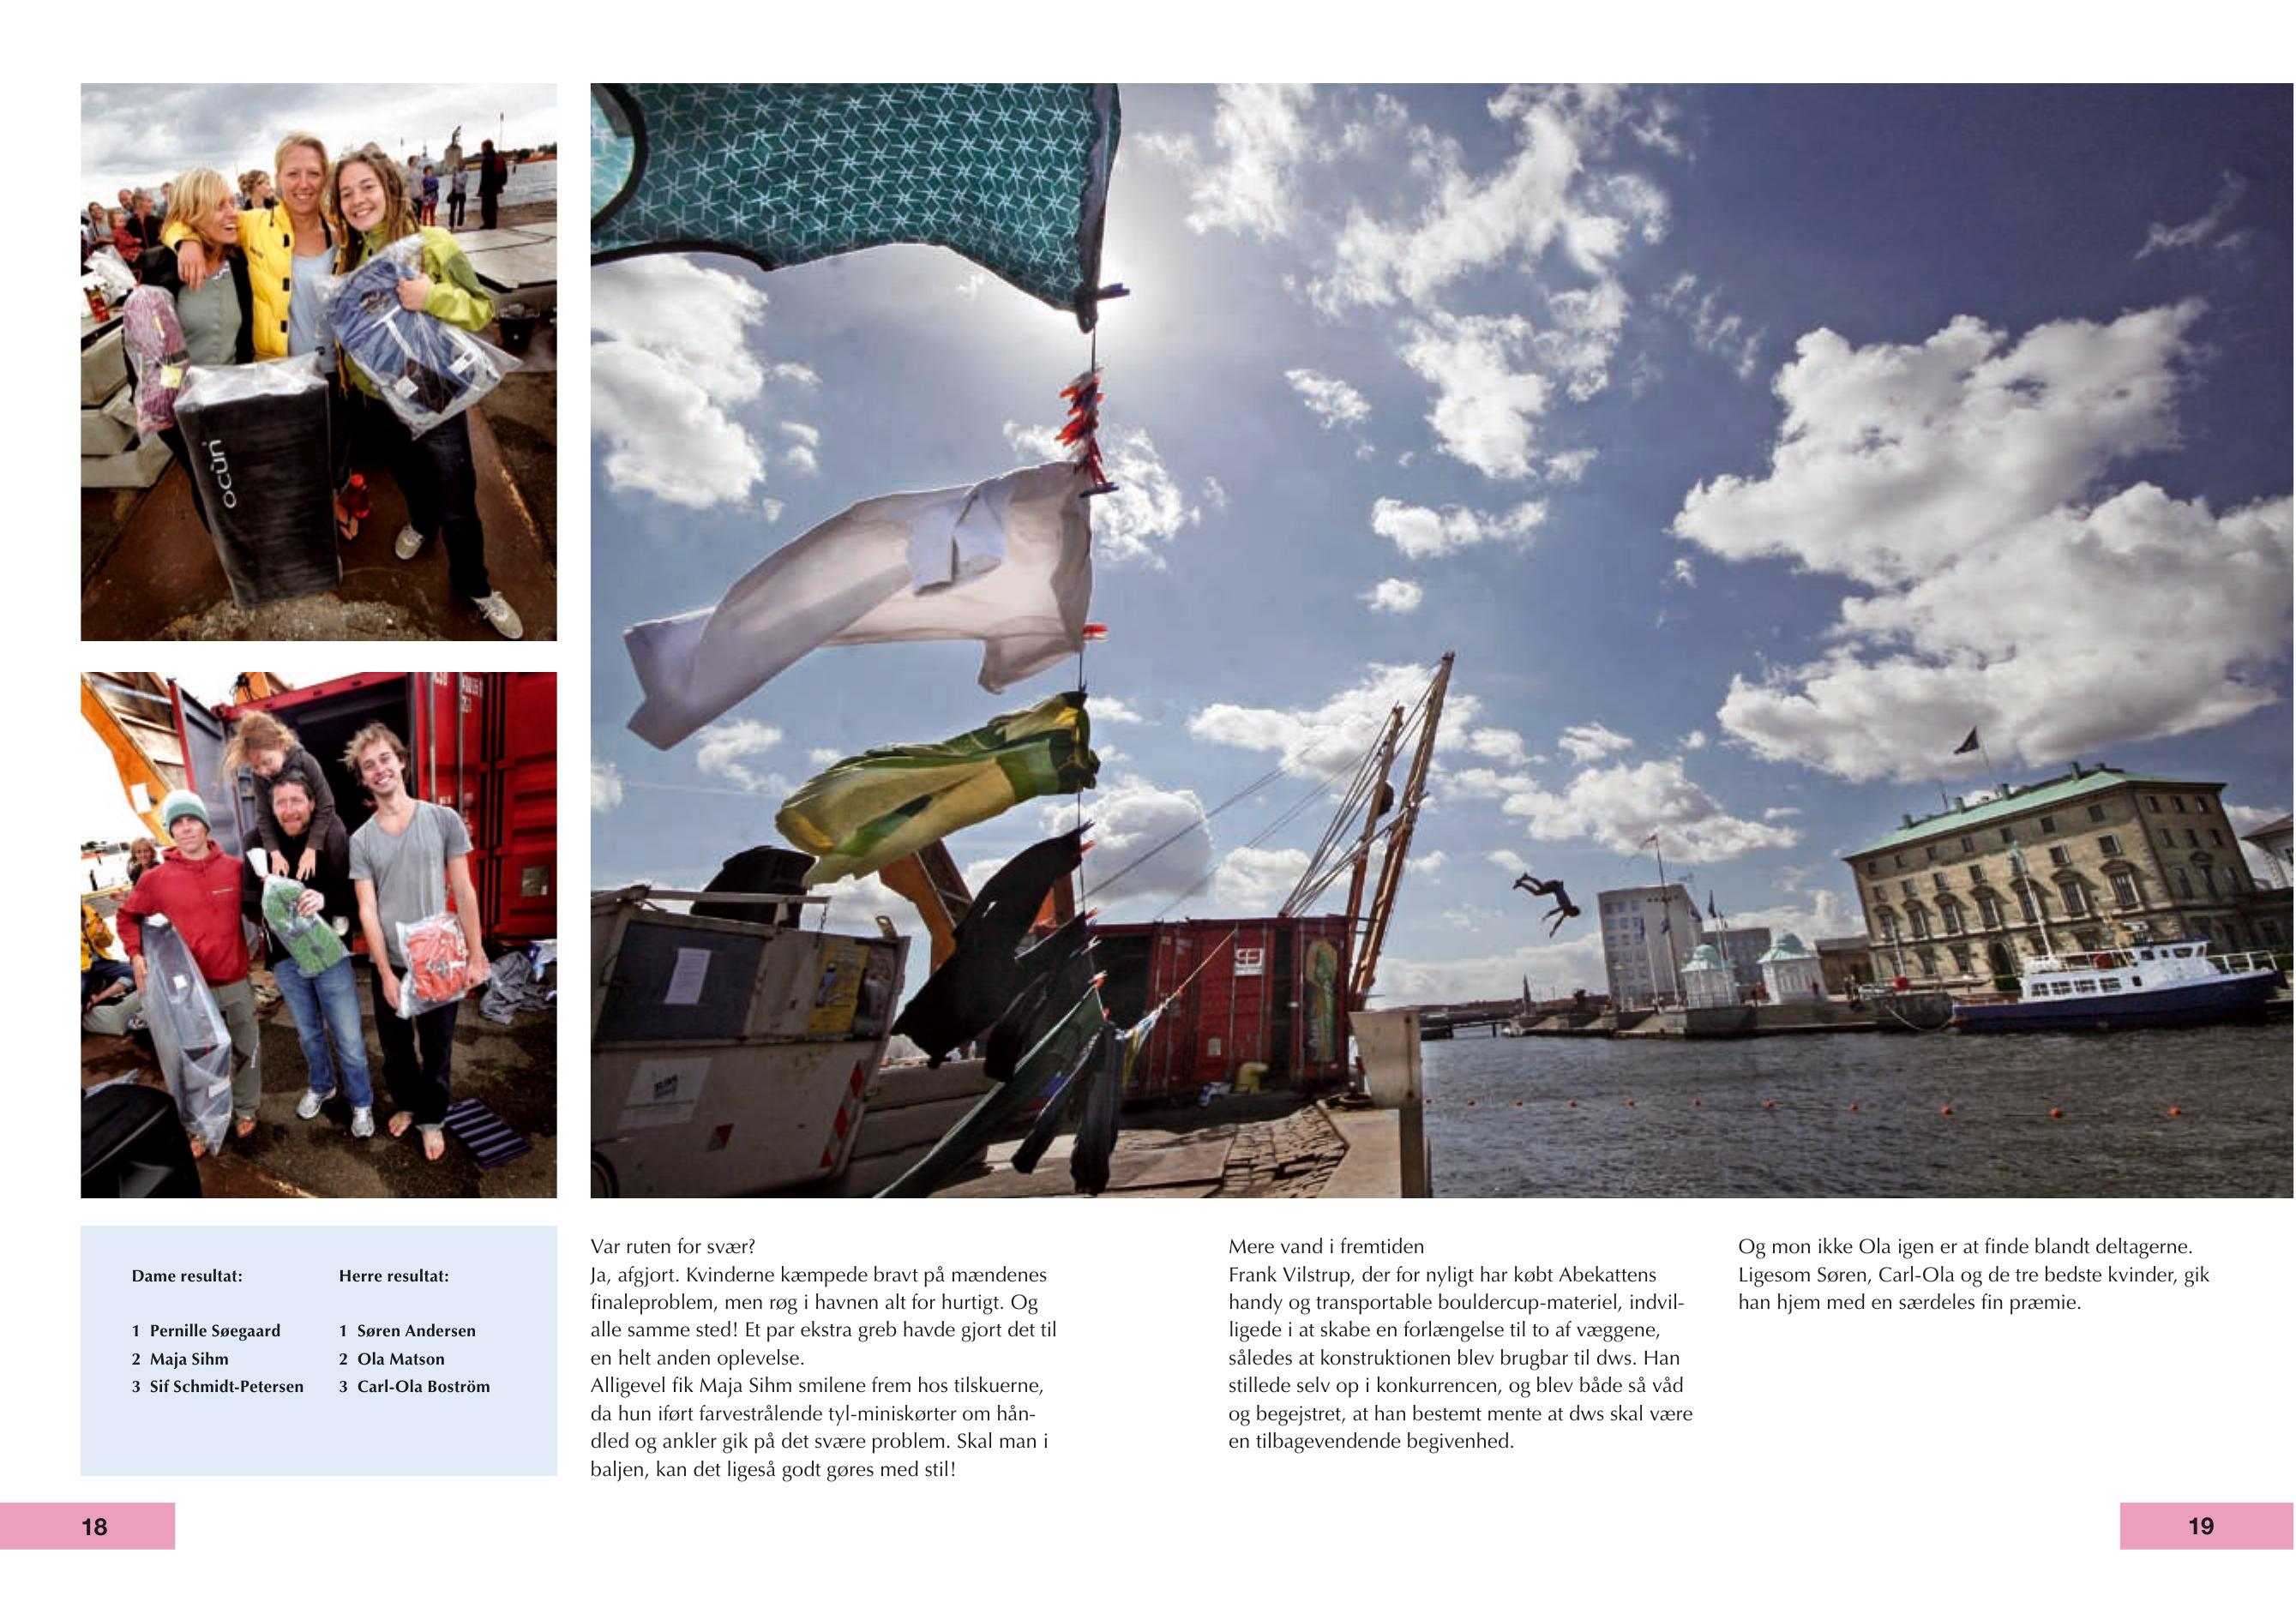 ocún
Dame resultat:
1 Pernille Søegaard
2 Maja Sihm
3 Sif Schmidt-Petersen
Herre resultat:
1 Søren Andersen
2 Ola Matson
3 Carl-Ola Boström
Var ruten for svær?
Ja, afgjort. Kvinderne kæmpede bravt på mændenes
finaleproblem, men røg i havnen alt for hurtigt. Og
alle samme sted! Et par ekstra greb havde gjort det til
en helt anden oplevelse.
Alligevel fik Maja Sihm smilene frem hos tilskuerne,
da hun iført farvestrålende tyl-miniskørter om hån-
dled og ankler gik på det svære problem. Skal man i
baljen, kan det ligeså godt gøres med stil!
Mere vand i fremtiden
Frank Vilstrup, der for nyligt har købt Abekattens
handy og transportable bouldercup-materiel, indvil-
ligede i at skabe en forlængelse til to af væggene,
således at konstruktionen blev brugbar til dws. Han
stillede selv op i konkurrencen, og blev både så våd
og begejstret, at han bestemt mente at dws skal være
en tilbagevendende begivenhed.
Og mon ikke Ola igen er at finde blandt deltagerne.
Ligesom Søren, Carl-Ola og de tre bedste kvinder, gik
han hjem med en særdeles fin præmie.
18
19